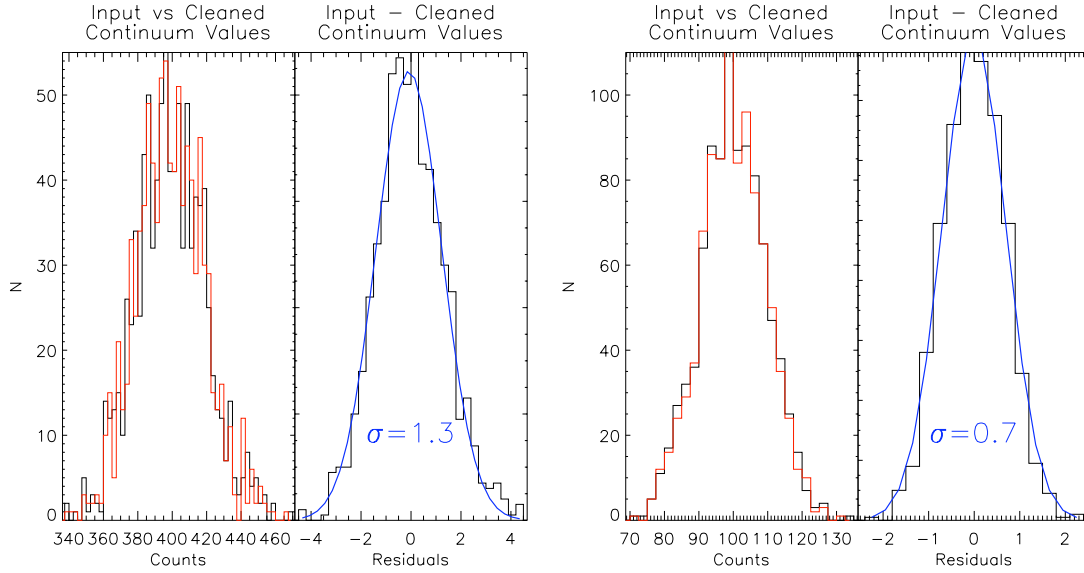 Input vs Cleaned
Continuum Values
Input − Cleaned
Continuum Values
Input vs Cleaned
Continuum Values
Input − Cleaned
Continuum Values
N
50
40
30
20
10
0
340 360 380 400 420 440 460
Counts
σ=1.3
−4 −2 0 2 4
Residuals
N
100
80
60
40
20
0
70 80 90 100 110 120 130
Counts
σ=0.7
−2 −1 0 1 2
Residuals